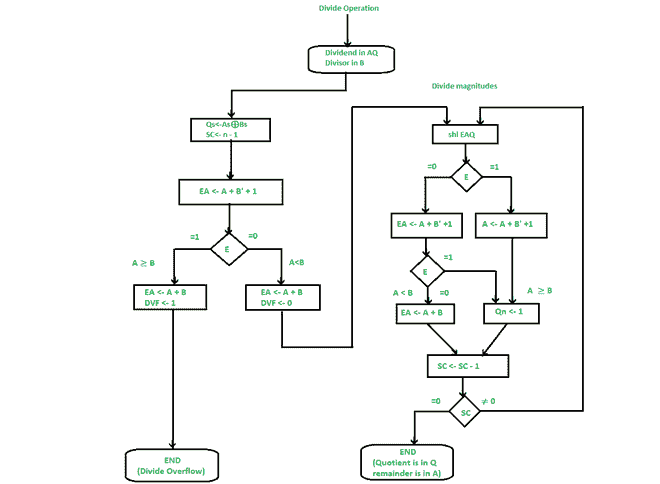 Divide Operation
Dividend in AQ
Divisor in B
Divide magnitudes
Qs<-As⊕Bs
SC<- n - 1
shl EAQ
=0
E
=1
EA <- A + B' + 1
EA <- A + B' +1
A <- A + B' +1
=1
E
=0
A ≥ B
A<B
E
=1
A < B
=0
A ≥ B
EA <- A + B
DVF <- 1
EA <- A + B
DVF <- 0
EA <- A + B
Qn <- 1
SC <- SC - 1
=0
≠ 0
SC
END
(Divide Overflow)
END
(Quotient is in Q
remainder is in A)